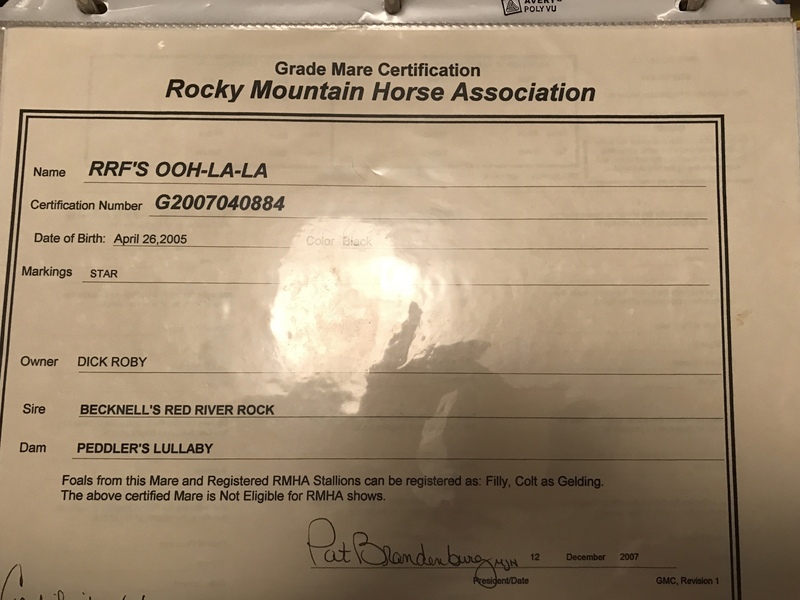 AVERY
POLY VU
Grade Mare Certification
Rocky Mountain Horse Association
Name RRF'S OOH-LA-LA
Certification Number G2007040884
Date of Birth: April 26,2005 Color Black
Markings STAR
Owner DICK ROBY
Sire BECKNELL'S RED RIVER ROCK
Dam PEDDLER'S LULLABY
Foals from this Mare and Registered RMHA Stallions can be registered as: Filly, Colt as Gelding.
The above certified Mare is Not Eligible for RMHA shows.
Pat Brandenburg 12 December 2007
President/Date GMC, Revision 1